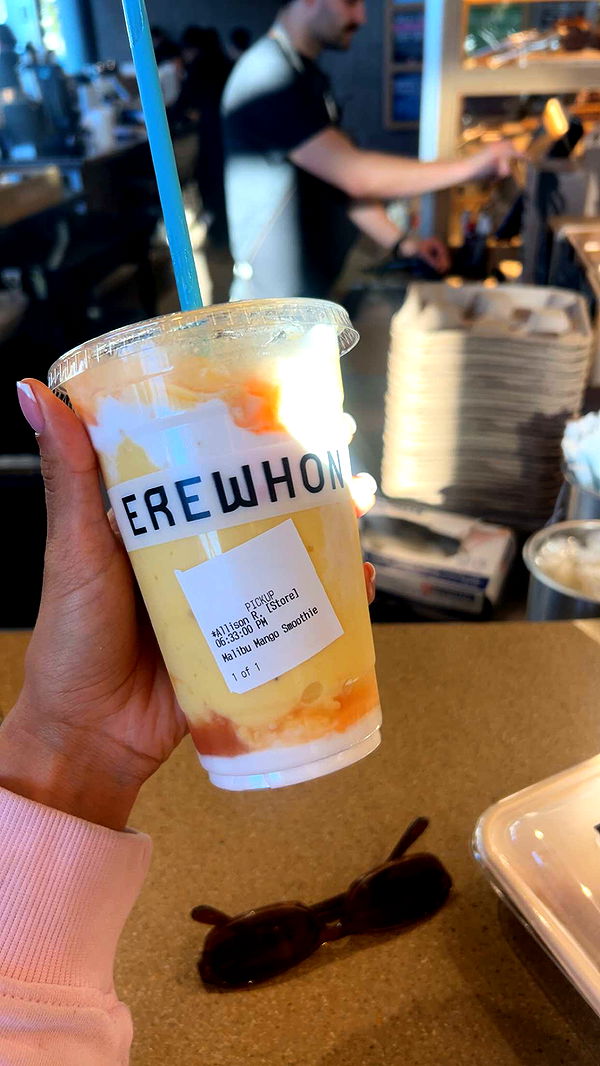 EREWHON
PICKUP
*Allison R. [Store]
06:33:00 PM
Malibu Mango Smoothie
1 of 1